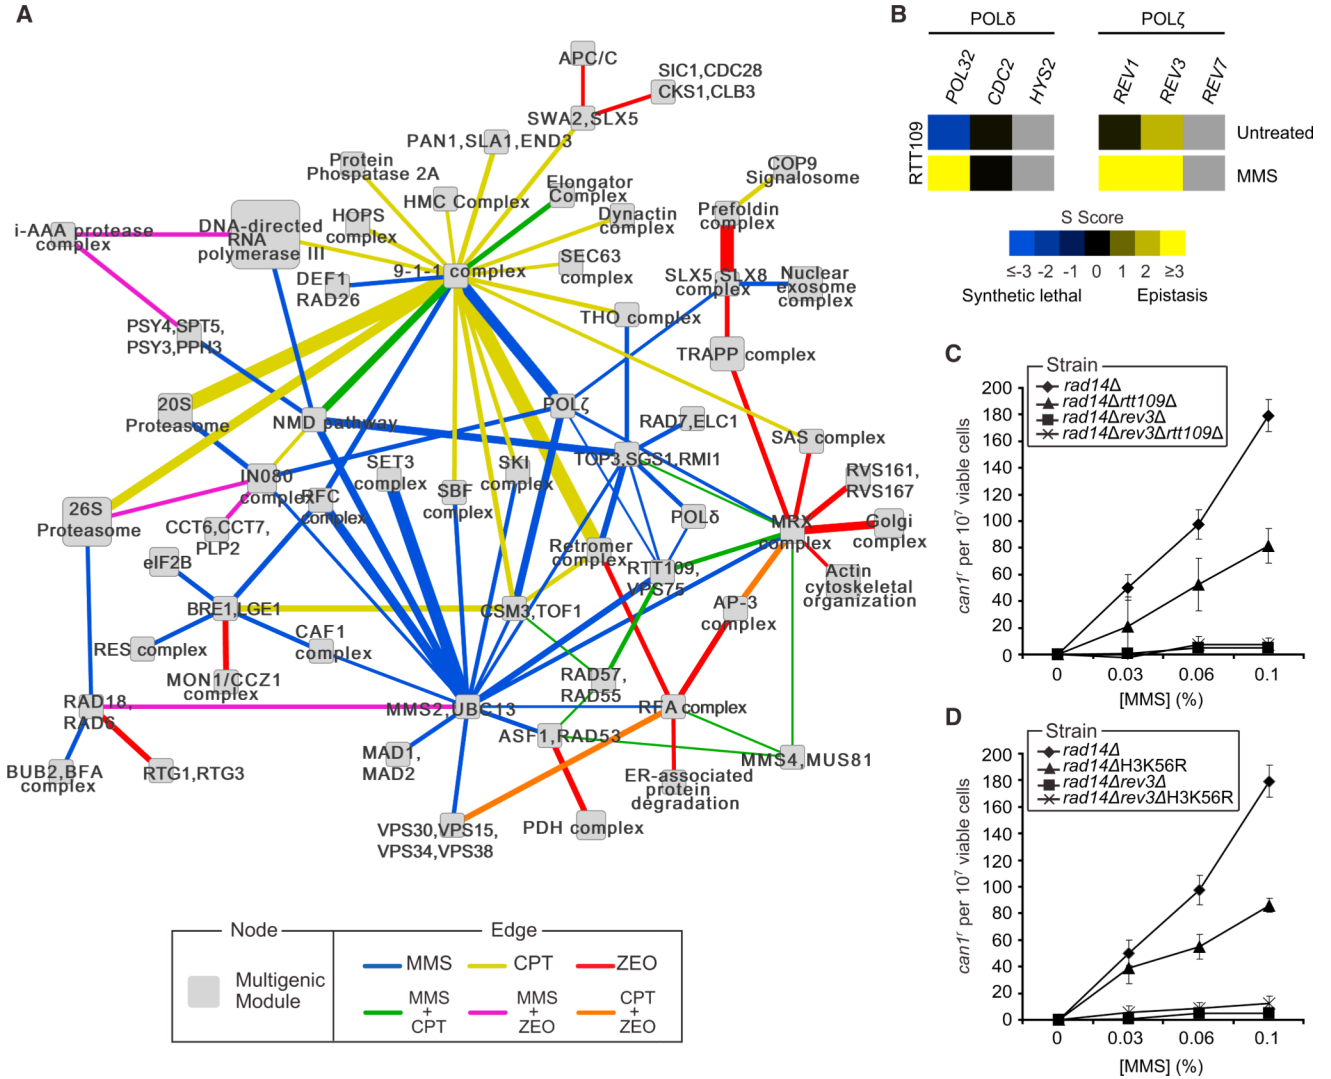 A
APC/C
SIC1,CDC28
CKS1,CLB3
SWA2,SLX5
PAN1,SLA1,END3
Protein
Phospatase 2A
HMC Complex
Elongator
Complex
COP9
Signalosome
i-AAA protease
complex
DNA-directed
RNA
polymerase III
HOPS
complex
Dynactin
complex
Prefoldin
complex
9-1-1 complex
SEC63
complex
DEF1
RAD26
SLX5,SLX8
complex
Nuclear
exosome
complex
PSY4,SPT5,
PSY3,PPH3
THO complex
TRAPP complex
20S
Proteasome
NMD pathway
POLζ
RAD7,ELC1
SAS complex
TOP3,SGS1,RMI1
INO80
complex
SET3
complex
SKI
complex
RVS161,
RVS167
26S
Proteasome
RFC
complex
SBF
complex
POLδ
MRX
complex
Golgi
complex
CCT6,CCT7,
PLP2
eIF2B
Retromer
complex
RTT109,
VPS75
Actin
cytoskeletal
organization
BRE1,LGE1
CSM3,TOF1
AP-3
complex
RES complex
CAF1
complex
MON1/CCZ1
complex
RAD57,
RAD55
RAD18,
RAD6
MMS2,UBC13
RFA complex
ASF1,RAD53
MAD1,
MAD2
MMS4,MUS81
BUB2,BFA
complex
RTG1,RTG3
ER-associated
protein
degradation
VPS30,VPS15,
VPS34,VPS38
PDH complex
Node
Edge
Multigenic
Module
MMS
CPT
ZEO
MMS
+
CPT
MMS
+
ZEO
CPT
+
ZEO
B
POLδ
POLζ
POL32
CDC2
HYS2
REV1
REV3
REV7
RTT109
Untreated
MMS
S Score
≤-3 -2 -1 0 1 2 ≥3
Synthetic lethal
Epistasis
C
Strain
rad14Δ
rad14Δrtt109Δ
rad14Δrev3Δ
rad14Δrev3Δrtt109Δ
can1r per 10⁷ viable cells
200
180
160
140
120
100
80
60
40
20
0
0 0.03 0.06 0.1
[MMS] (%)
D
Strain
rad14Δ
rad14ΔH3K56R
rad14Δrev3Δ
rad14Δrev3ΔH3K56R
can1r per 10⁷ viable cells
200
180
160
140
120
100
80
60
40
20
0
0 0.03 0.06 0.1
[MMS] (%)